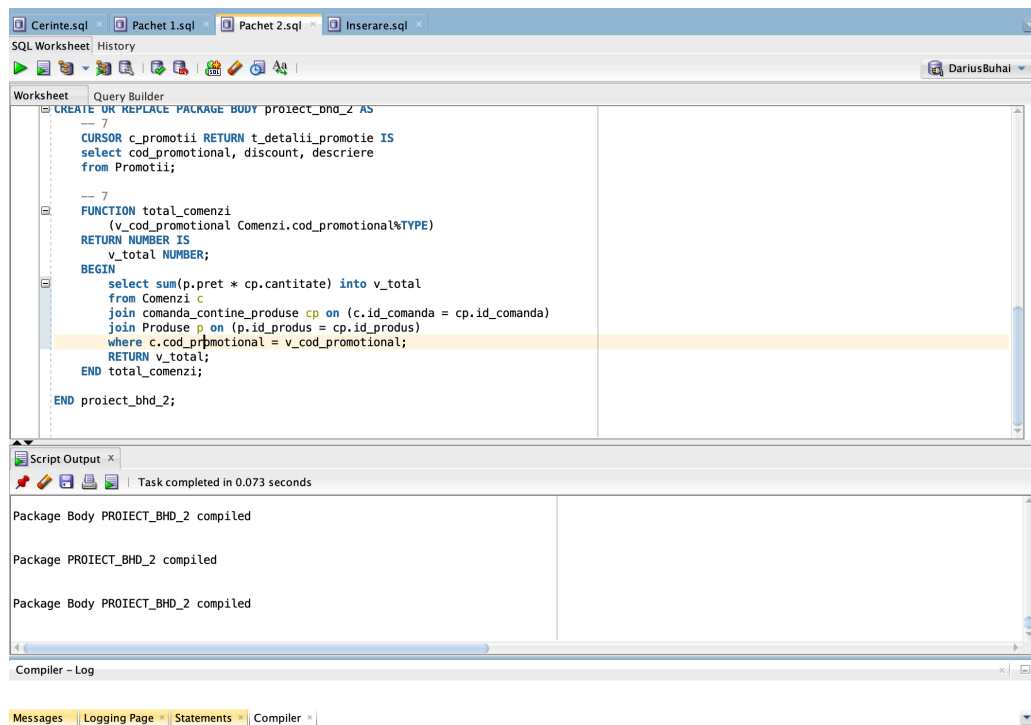 Cerinte.sql Pachet 1.sql Pachet 2.sql Inserare.sql
SQL Worksheet History
DariusBuhai
Worksheet Query Builder
CREATE OR REPLACE PACKAGE BODY proiect_bhd_2 AS
-- 7
CURSOR c_promotii RETURN t_detalii_promotie IS
select cod_promotional, discount, descriere
from Promotii;
-- 7
FUNCTION total_comenzi
(v_cod_promotional Comenzi.cod_promotional%TYPE)
RETURN NUMBER IS
v_total NUMBER;
BEGIN
select sum(p.pret * cp.cantitate) into v_total
from Comenzi c
join comanda_contine_produse cp on (c.id_comanda = cp.id_comanda)
join Produse p on (p.id_produs = cp.id_produs)
where c.cod_promotional = v_cod_promotional;
RETURN v_total;
END total_comenzi;
END proiect_bhd_2;
Script Output
Task completed in 0.073 seconds
Package Body PROIECT_BHD_2 compiled
Package PROIECT_BHD_2 compiled
Package Body PROIECT_BHD_2 compiled
Compiler - Log
Messages Logging Page Statements Compiler